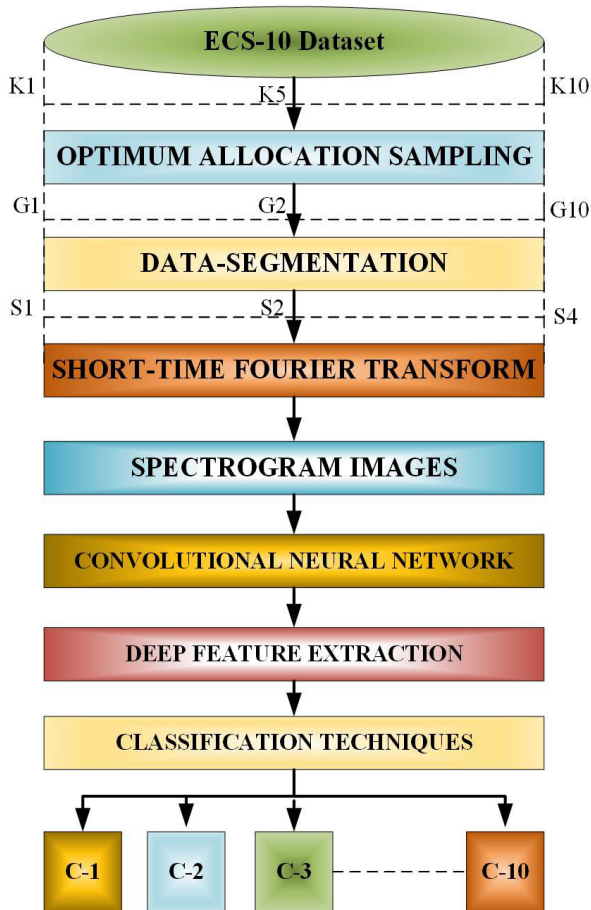 ECS-10 Dataset
K1
K5
K10
OPTIMUM ALLOCATION SAMPLING
G1
G2
G10
DATA-SEGMENTATION
S1
S2
S4
SHORT-TIME FOURIER TRANSFORM
SPECTROGRAM IMAGES
CONVOLUTIONAL NEURAL NETWORK
DEEP FEATURE EXTRACTION
CLASSIFICATION TECHNIQUES
C-1
C-2
C-3
C-10